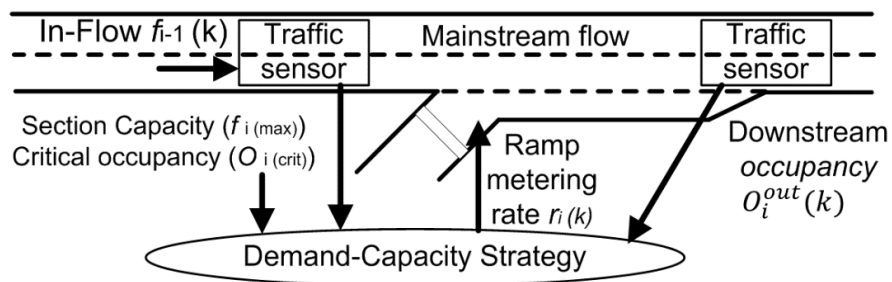 In-Flow fi-1 (k)
Traffic
sensor
Mainstream flow
Traffic
sensor
Section Capacity (f i (max))
Critical occupancy (O i (crit))
Ramp
metering
rate ri (k)
Downstream
occupancy
O_i^{out}(k)
Demand-Capacity Strategy